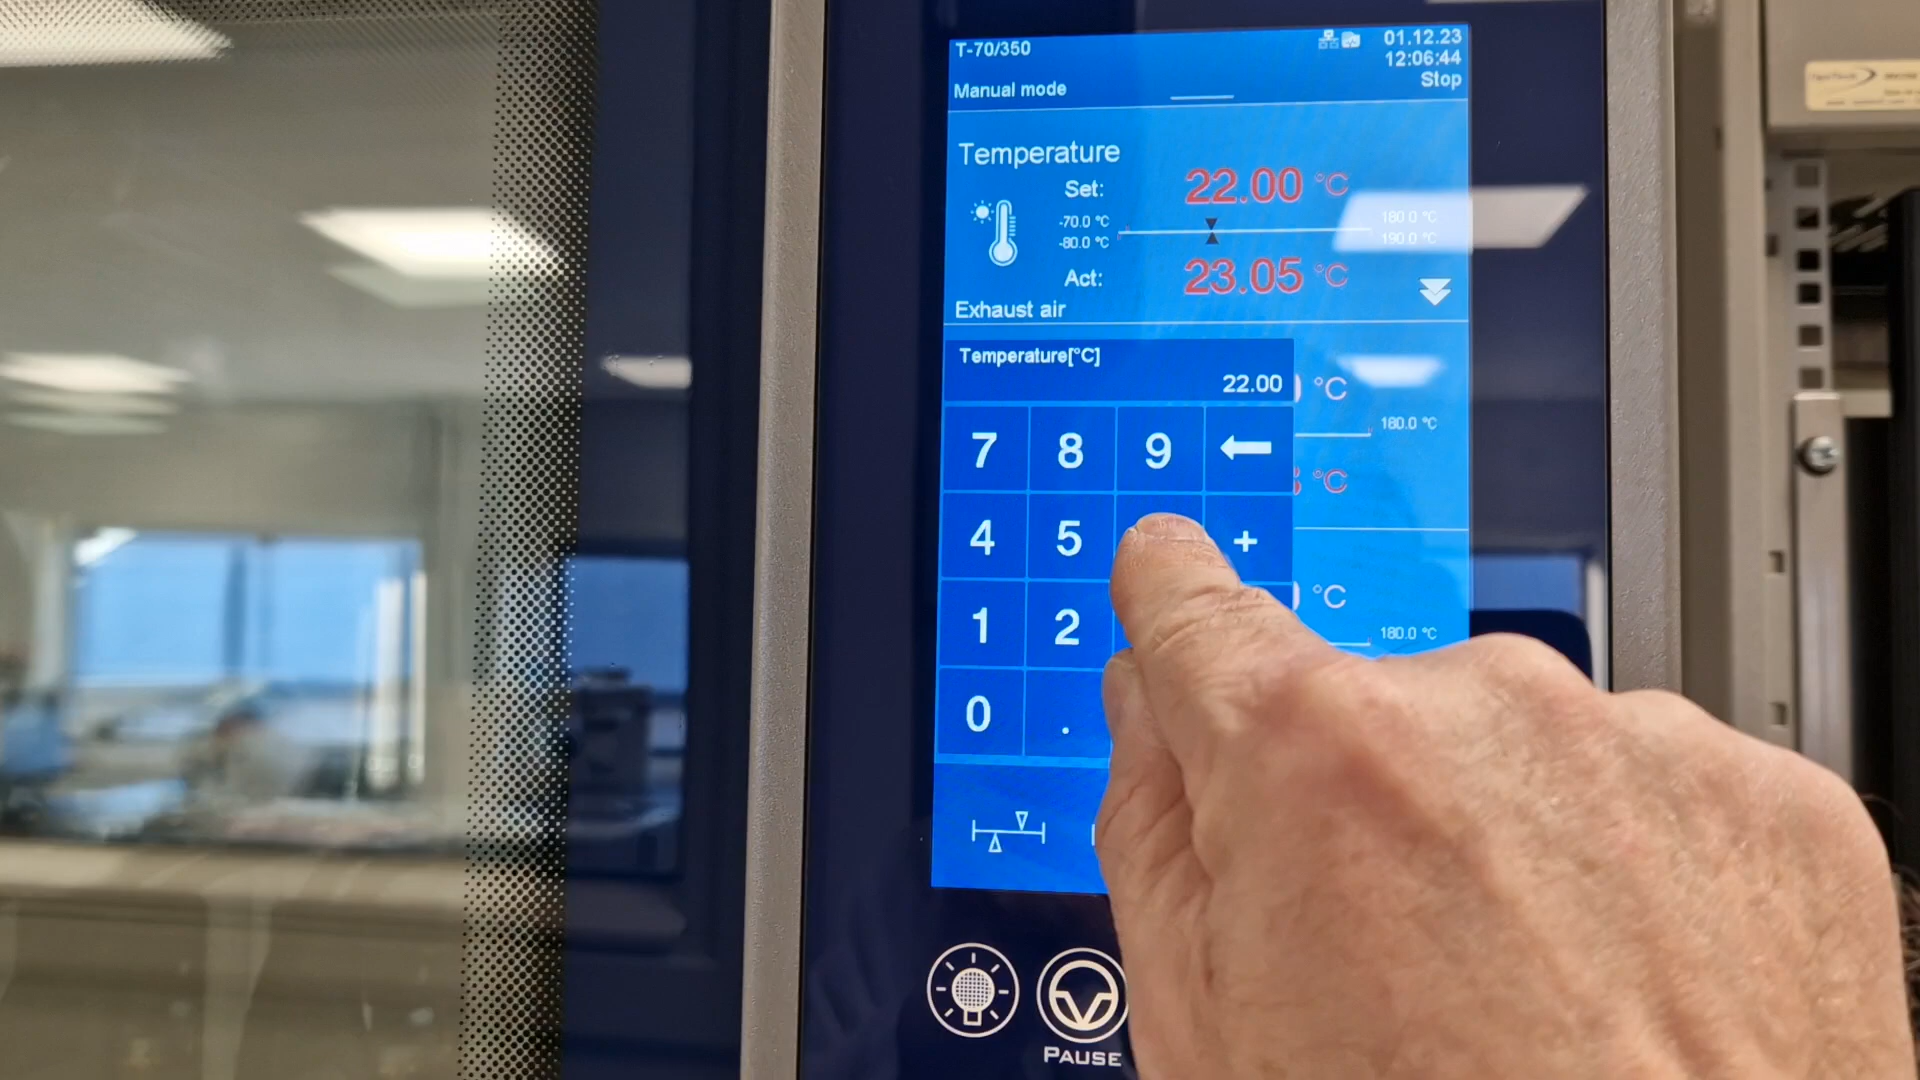 T-70/350
01.12.23
12:06:44
Manual mode
Stop
Temperature
Set: 22.00 °C
-70.0 °C 180.0 °C
-80.0 °C 190.0 °C
Act: 23.05 °C
Exhaust air
Temperature[°C]
22.00
°C
180.0 °C
7 8 9
°C
4 5 +
°C
1 2
180.0 °C
0 .
PAUSE